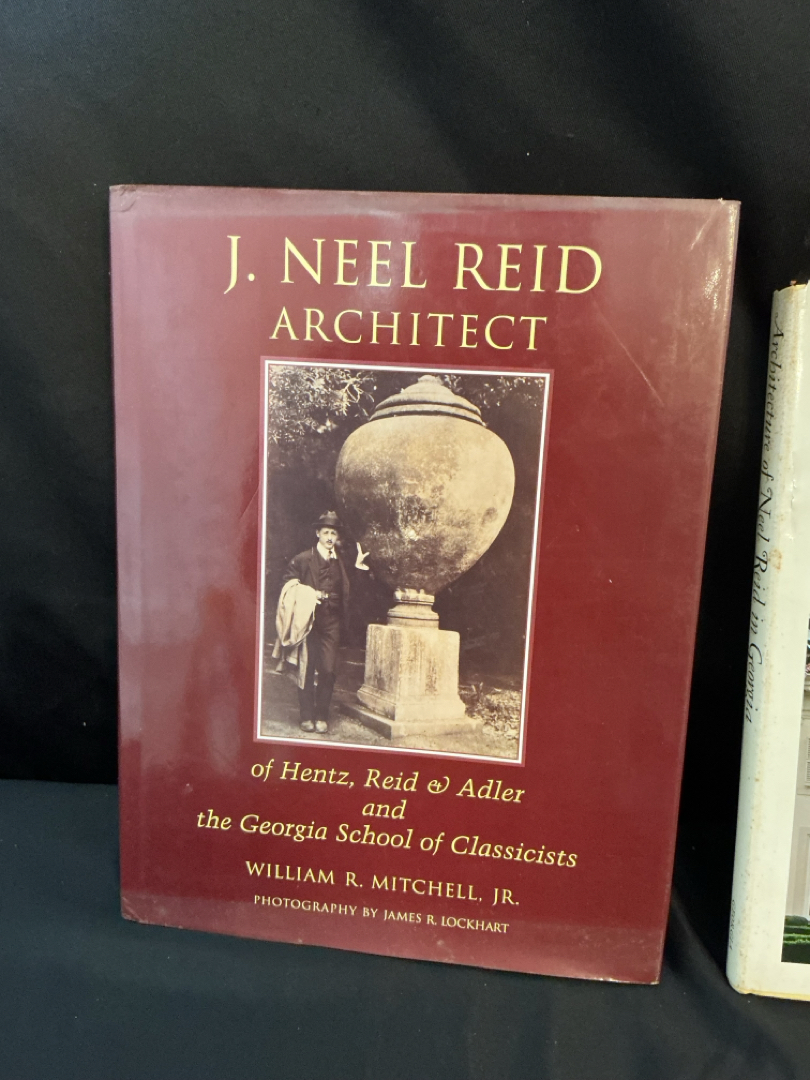 J. NEEL REID
ARCHITECT
of Hentz, Reid & Adler
and
the Georgia School of Classicists
WILLIAM R. MITCHELL, JR.
PHOTOGRAPHY BY JAMES R. LOCKHART
Architecture of Neel Reid in Georgia